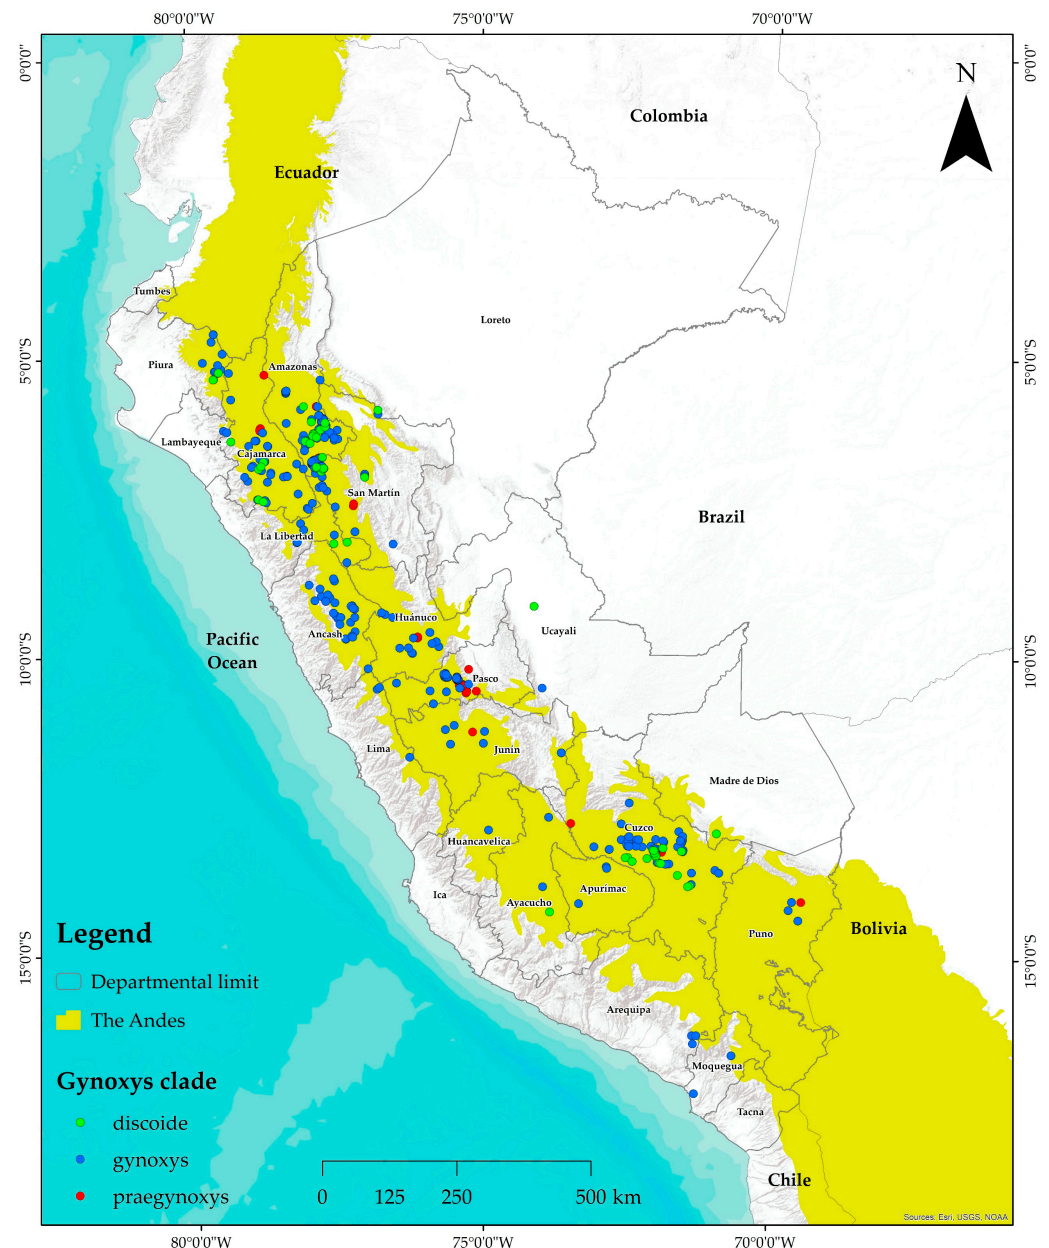 80°0'0"W
75°0'0"W
70°0'0"W
0°0'0"
0°0'0"
N
Colombia
Ecuador
Tumbes
Loreto
5°0'0"S
5°0'0"S
Piura
Amazonas
Lambayeque
Cajamarca
San Martín
Brazil
La Libertad
Huánuco
Ancash
Ucayali
Pacific
Ocean
10°0'0"S
10°0'0"S
Pasco
Lima
Junín
Madre de Dios
Cuzco
Huancavelica
Ica
Apurímac
Ayacucho
Puno
Bolivia
15°0'0"S
15°0'0"S
Arequipa
Moquegua
Tacna
Chile
Legend
Departmental limit
The Andes
Gynoxys clade
discoide
gynoxys
praegynoxys
0 125 250 500 km
Sources: Esri, USGS, NOAA
80°0'0"W
75°0'0"W
70°0'0"W